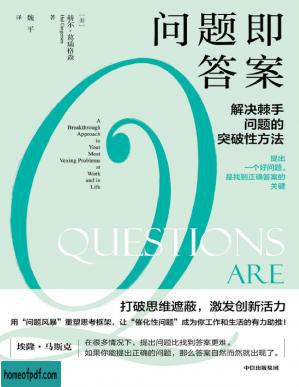 问题即
答案
[美]
赫尔·葛瑞格森
Hal Gregersen
著
魏平
译
解决棘手
问题的
突破性方法
提出
一个好问题,
是找到正确答案的
关键
A
Breakthrough
Approach
to
Your
Most
Vexing Problems
at
Work
and in
Life
QUESTIONS
ARE
打破思维遮蔽,激发创新活力
用“问题风暴”重塑思考框架,让“催化性问题”成为你工作和生活的有力助推!
埃隆·马斯克
在很多情况下,提出问题比找到答案更难。
如果你能提出正确的问题,那么答案自然而然就出现了。
中信出版集团
homeofpdf.com